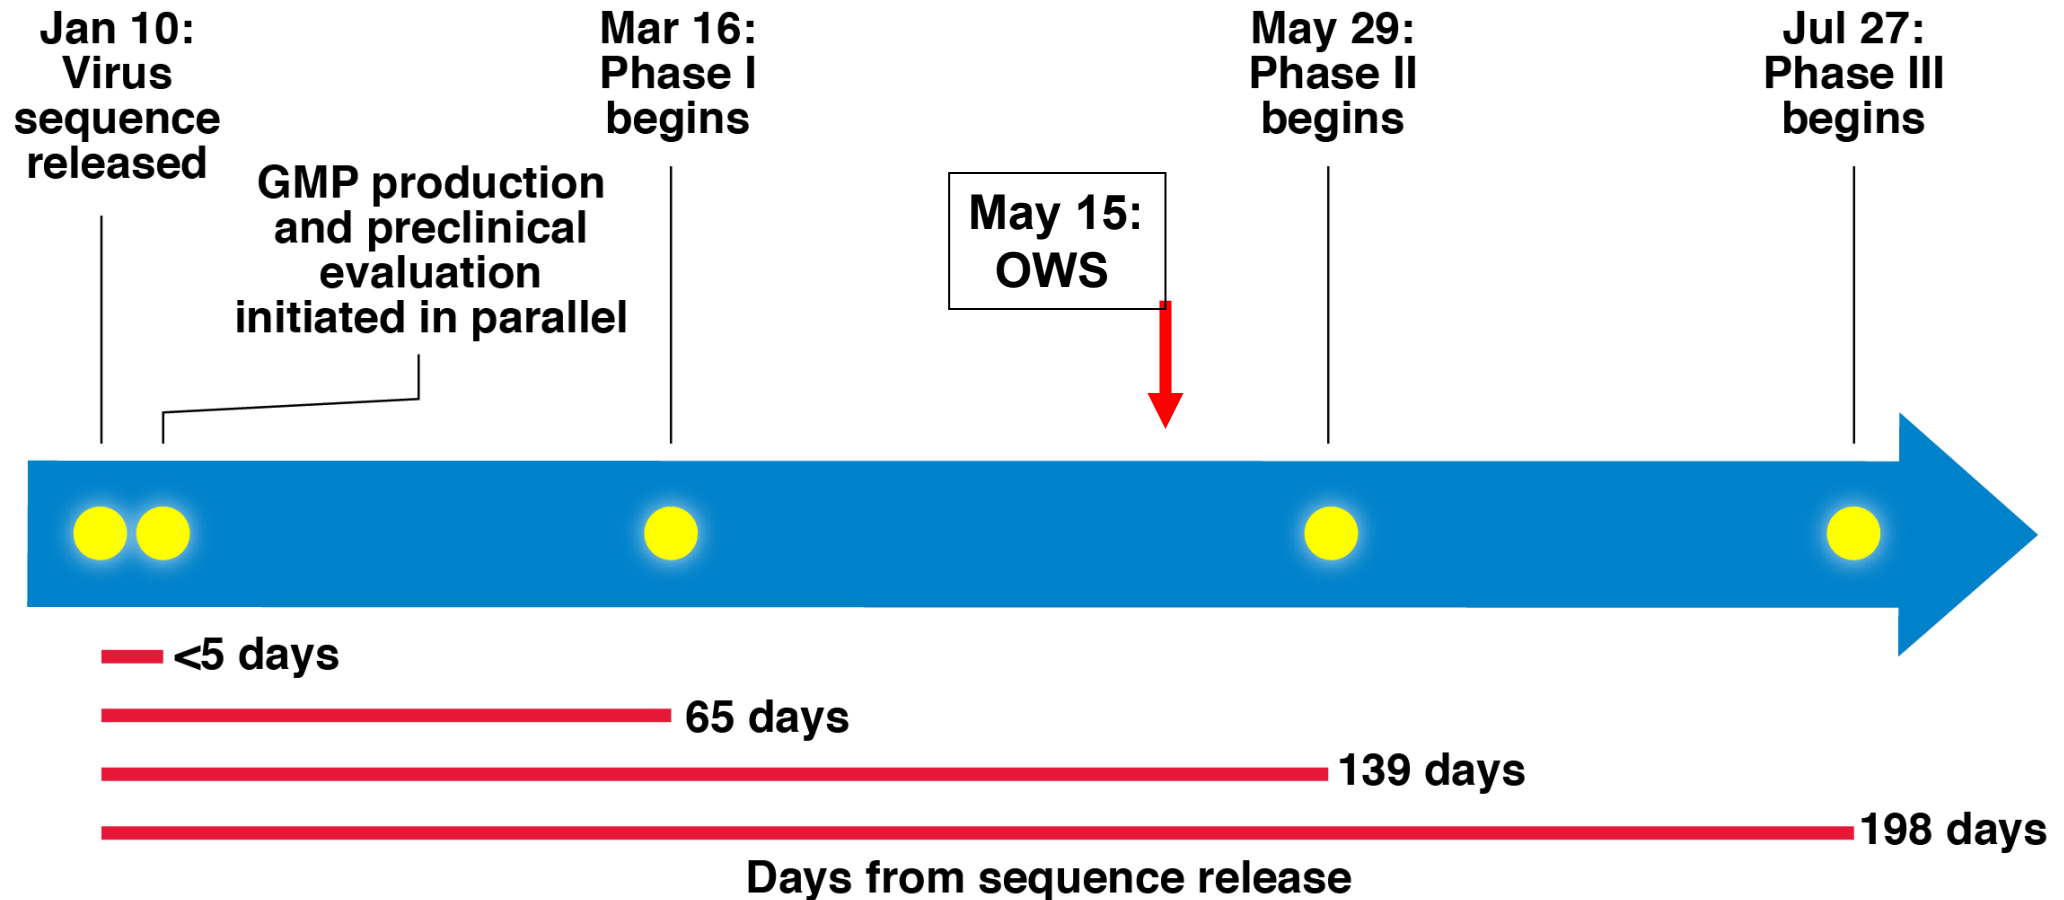 Jan 10:
Virus
sequence
released
GMP production
and preclinical
evaluation
initiated in parallel
Mar 16:
Phase I
begins
May 15:
OWS
May 29:
Phase II
begins
Jul 27:
Phase III
begins
<5 days
65 days
139 days
198 days
Days from sequence release